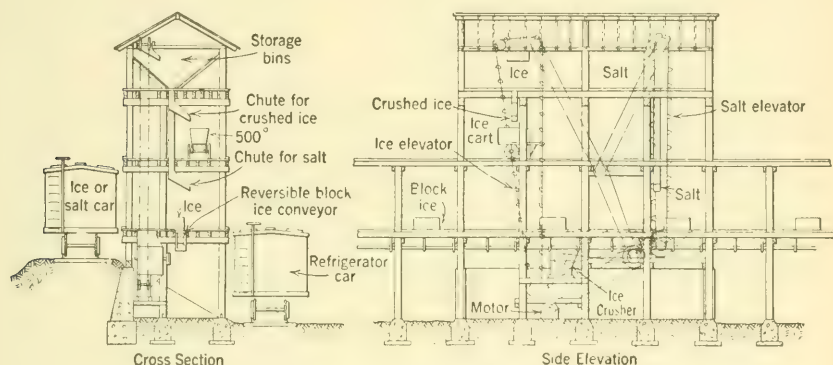 Storage
bins
Chute for
crushed ice
500°
Chute for salt
Ice or
salt car
Ice
Reversible block
ice conveyor
Refrigerator
car
Cross Section
Ice
Salt
Crushed ice
Ice
cart
Salt elevator
Ice elevator
Block
ice
Salt
Motor
Ice
Crusher
Side Elevation